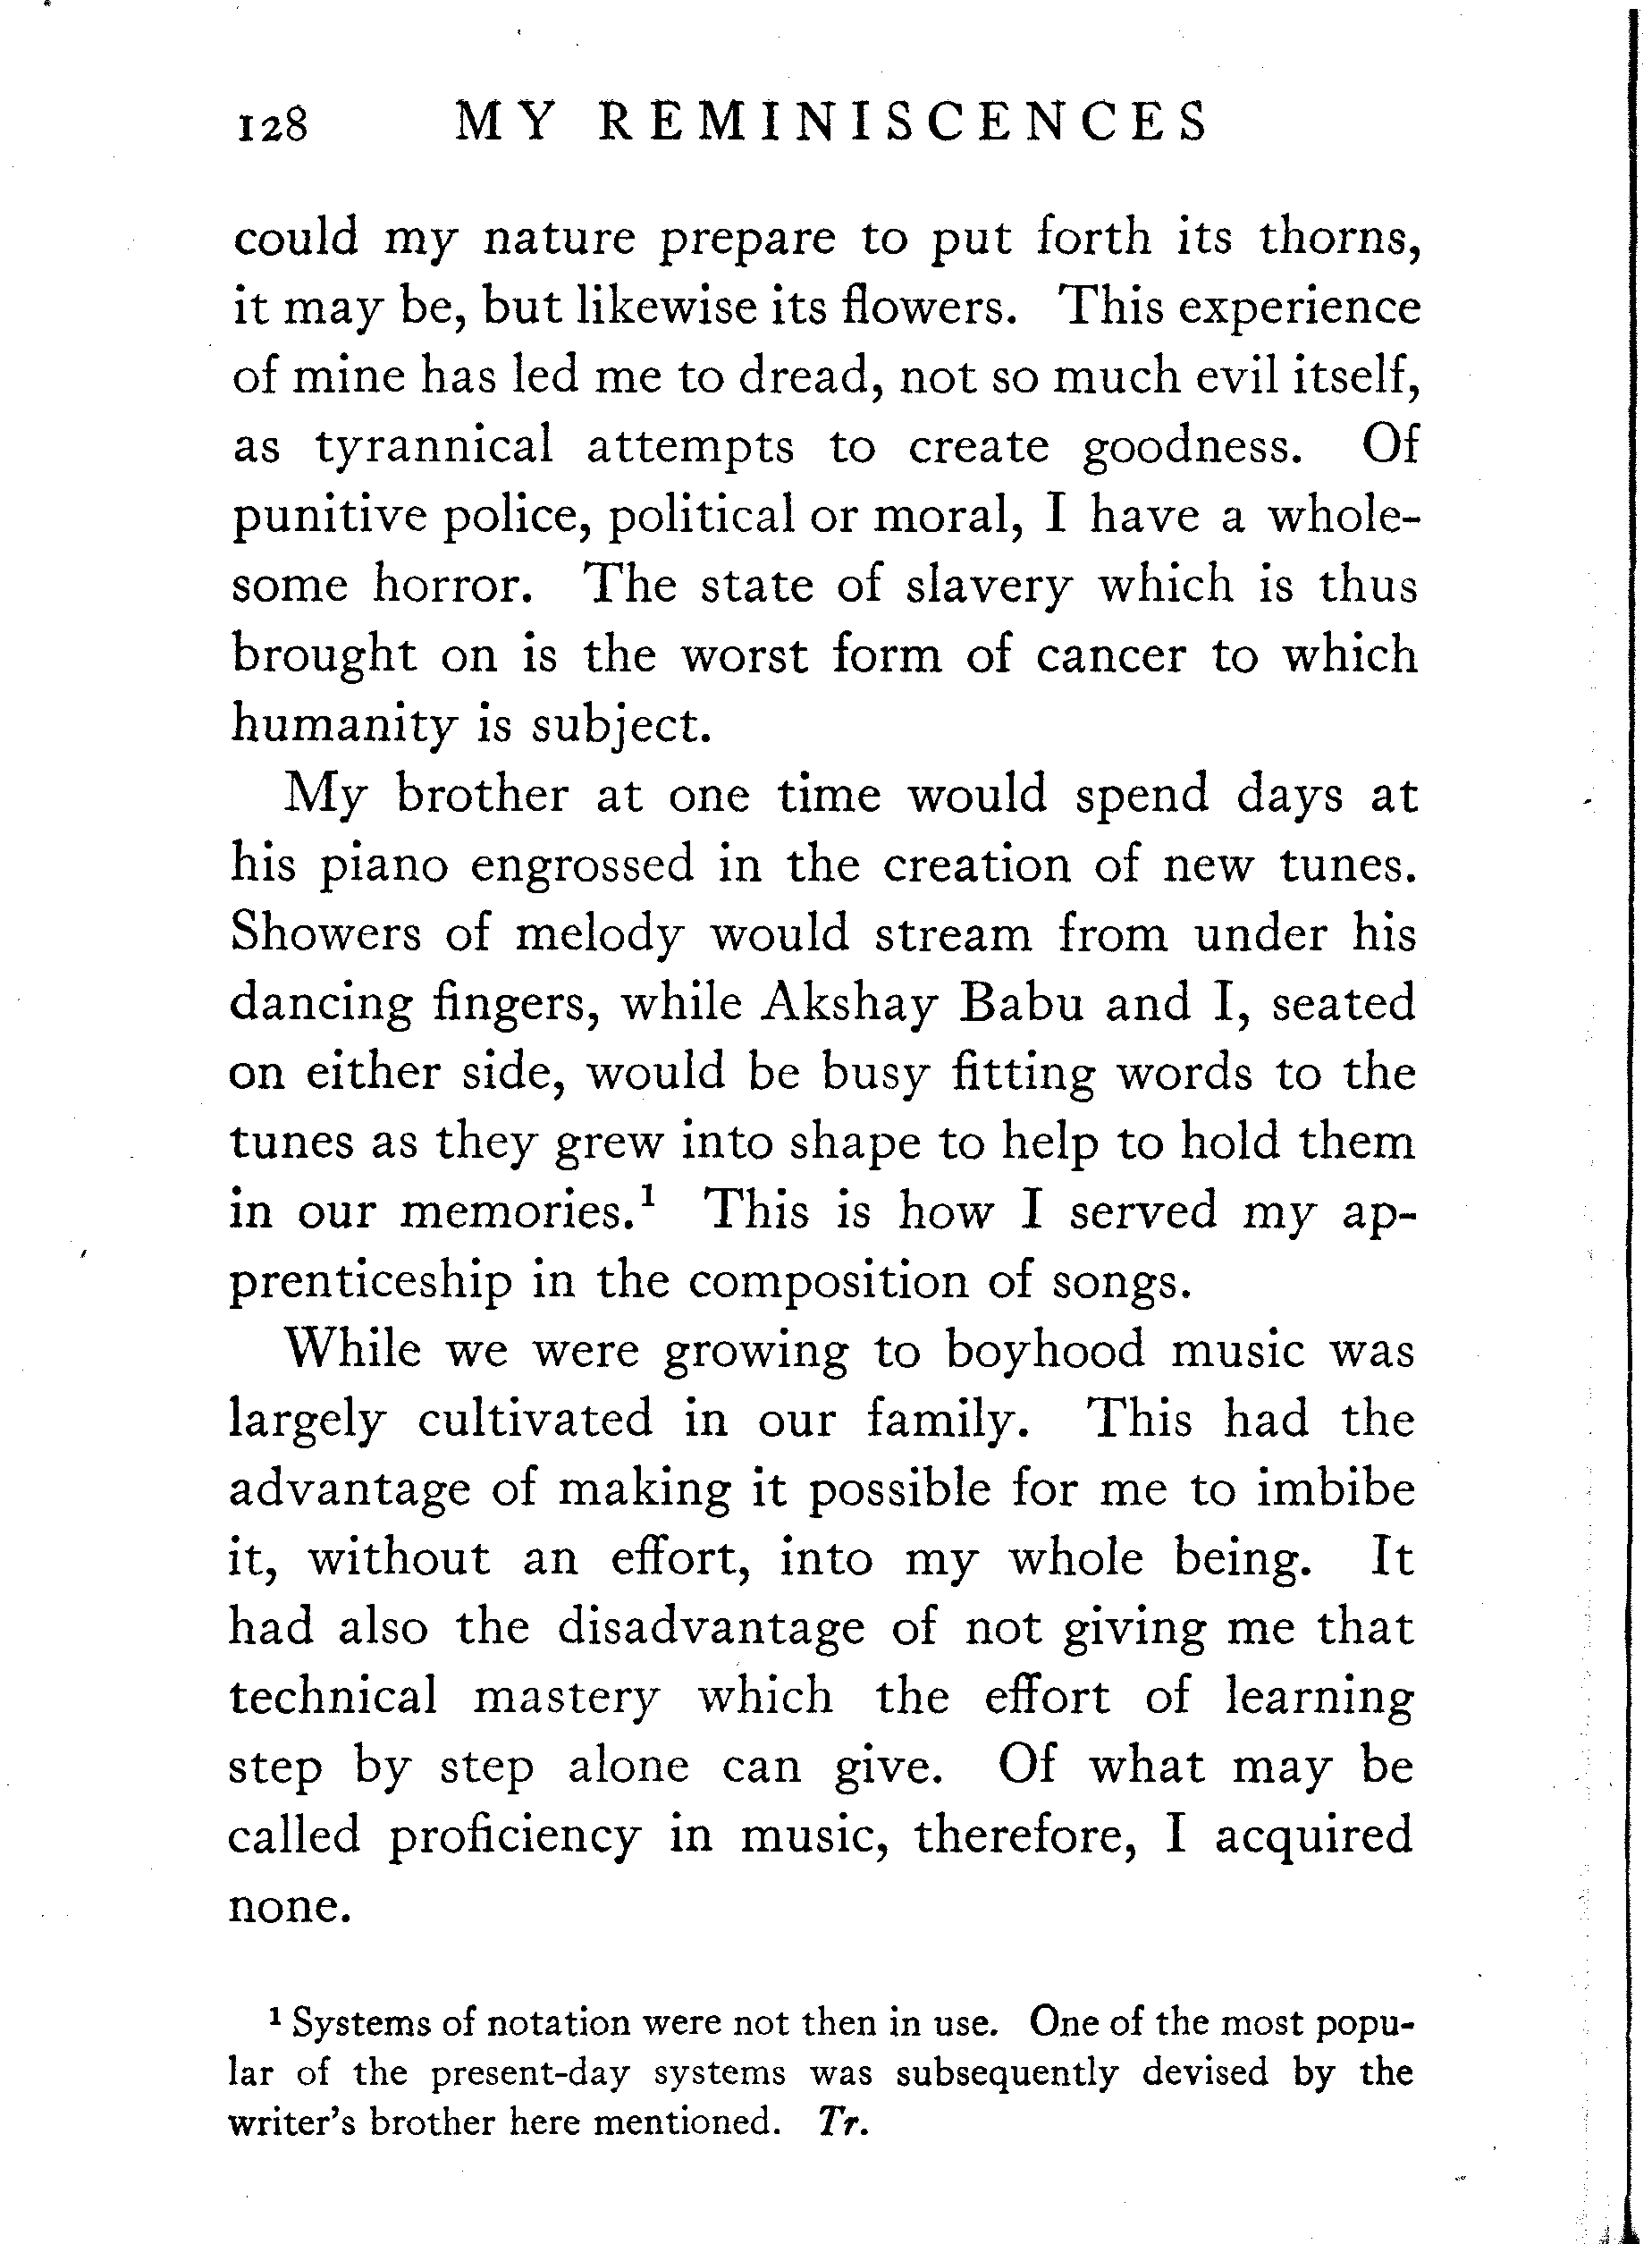 128 MY REMINISCENCES
could my nature prepare to put forth its thorns,
it may be, but likewise its flowers. This experience
of mine has led me to dread, not so much evil itself,
as tyrannical attempts to create goodness. Of
punitive police, political or moral, I have a whole-
some horror. The state of slavery which is thus
brought on is the worst form of cancer to which
humanity is subject.
My brother at one time would spend days at
his piano engrossed in the creation of new tunes.
Showers of melody would stream from under his
dancing fingers, while Akshay Babu and I, seated
on either side, would be busy fitting words to the
tunes as they grew into shape to help to hold them
in our memories.¹ This is how I served my ap-
prenticeship in the composition of songs.
While we were growing to boyhood music was
largely cultivated in our family. This had the
advantage of making it possible for me to imbibe
it, without an effort, into my whole being. It
had also the disadvantage of not giving me that
technical mastery which the effort of learning
step by step alone can give. Of what may be
called proficiency in music, therefore, I acquired
none.
¹ Systems of notation were not then in use. One of the most popu-
lar of the present-day systems was subsequently devised by the
writer's brother here mentioned. Tr.